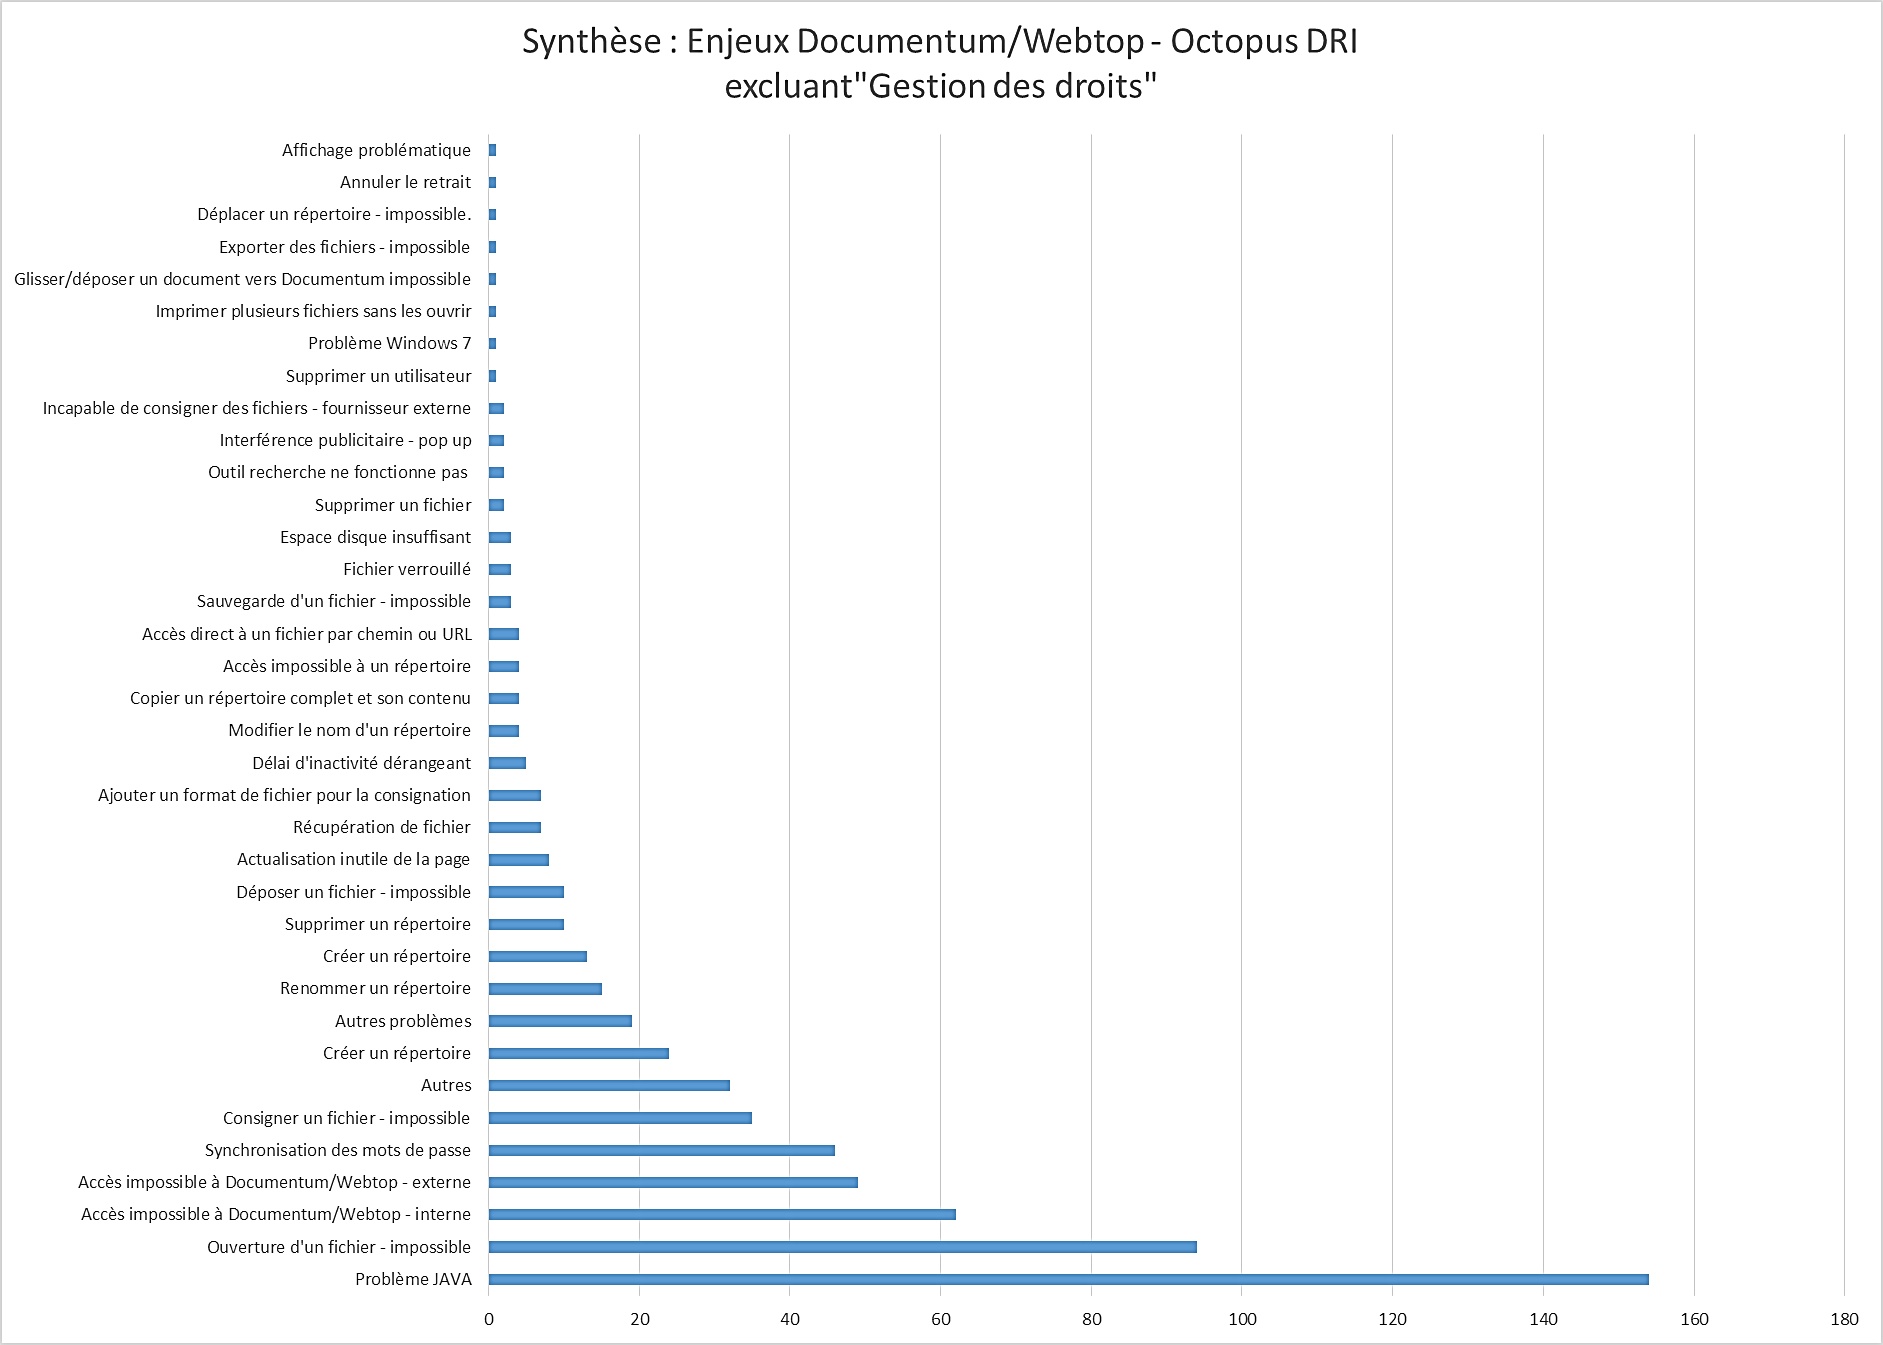 Synthèse : Enjeux Documentum/Webtop - Octopus DRI
excluant"Gestion des droits"
Affichage problématique
Annuler le retrait
Déplacer un répertoire - impossible.
Exporter des fichiers - impossible
Glisser/déposer un document vers Documentum impossible
Imprimer plusieurs fichiers sans les ouvrir
Problème Windows 7
Supprimer un utilisateur
Incapable de consigner des fichiers - fournisseur externe
Interférence publicitaire - pop up
Outil recherche ne fonctionne pas
Supprimer un fichier
Espace disque insuffisant
Fichier verrouillé
Sauvegarde d'un fichier - impossible
Accès direct à un fichier par chemin ou URL
Accès impossible à un répertoire
Copier un répertoire complet et son contenu
Modifier le nom d'un répertoire
Délai d'inactivité dérangeant
Ajouter un format de fichier pour la consignation
Récupération de fichier
Actualisation inutile de la page
Déposer un fichier - impossible
Supprimer un répertoire
Créer un répertoire
Renommer un répertoire
Autres problèmes
Créer un répertoire
Autres
Consigner un fichier - impossible
Synchronisation des mots de passe
Accès impossible à Documentum/Webtop - externe
Accès impossible à Documentum/Webtop - interne
Ouverture d'un fichier - impossible
Problème JAVA
0 20 40 60 80 100 120 140 160 180